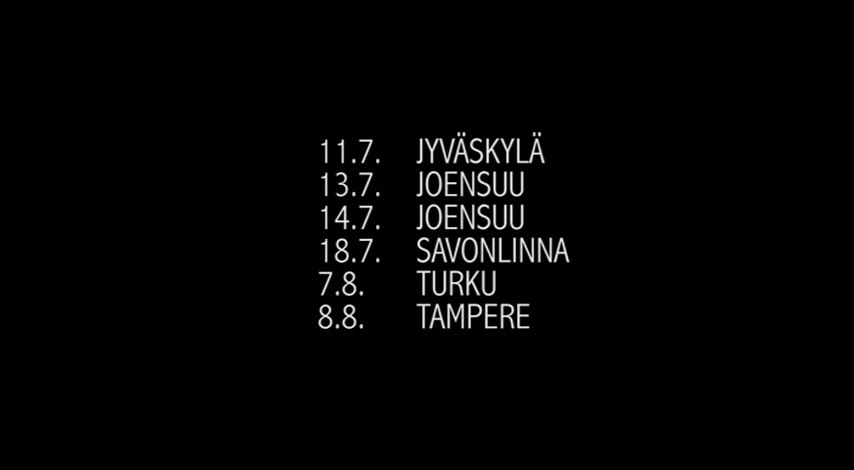 11.7. JYVÄSKYLÄ
13.7. JOENSUU
14.7. JOENSUU
18.7. SAVONLINNA
7.8. TURKU
8.8. TAMPERE